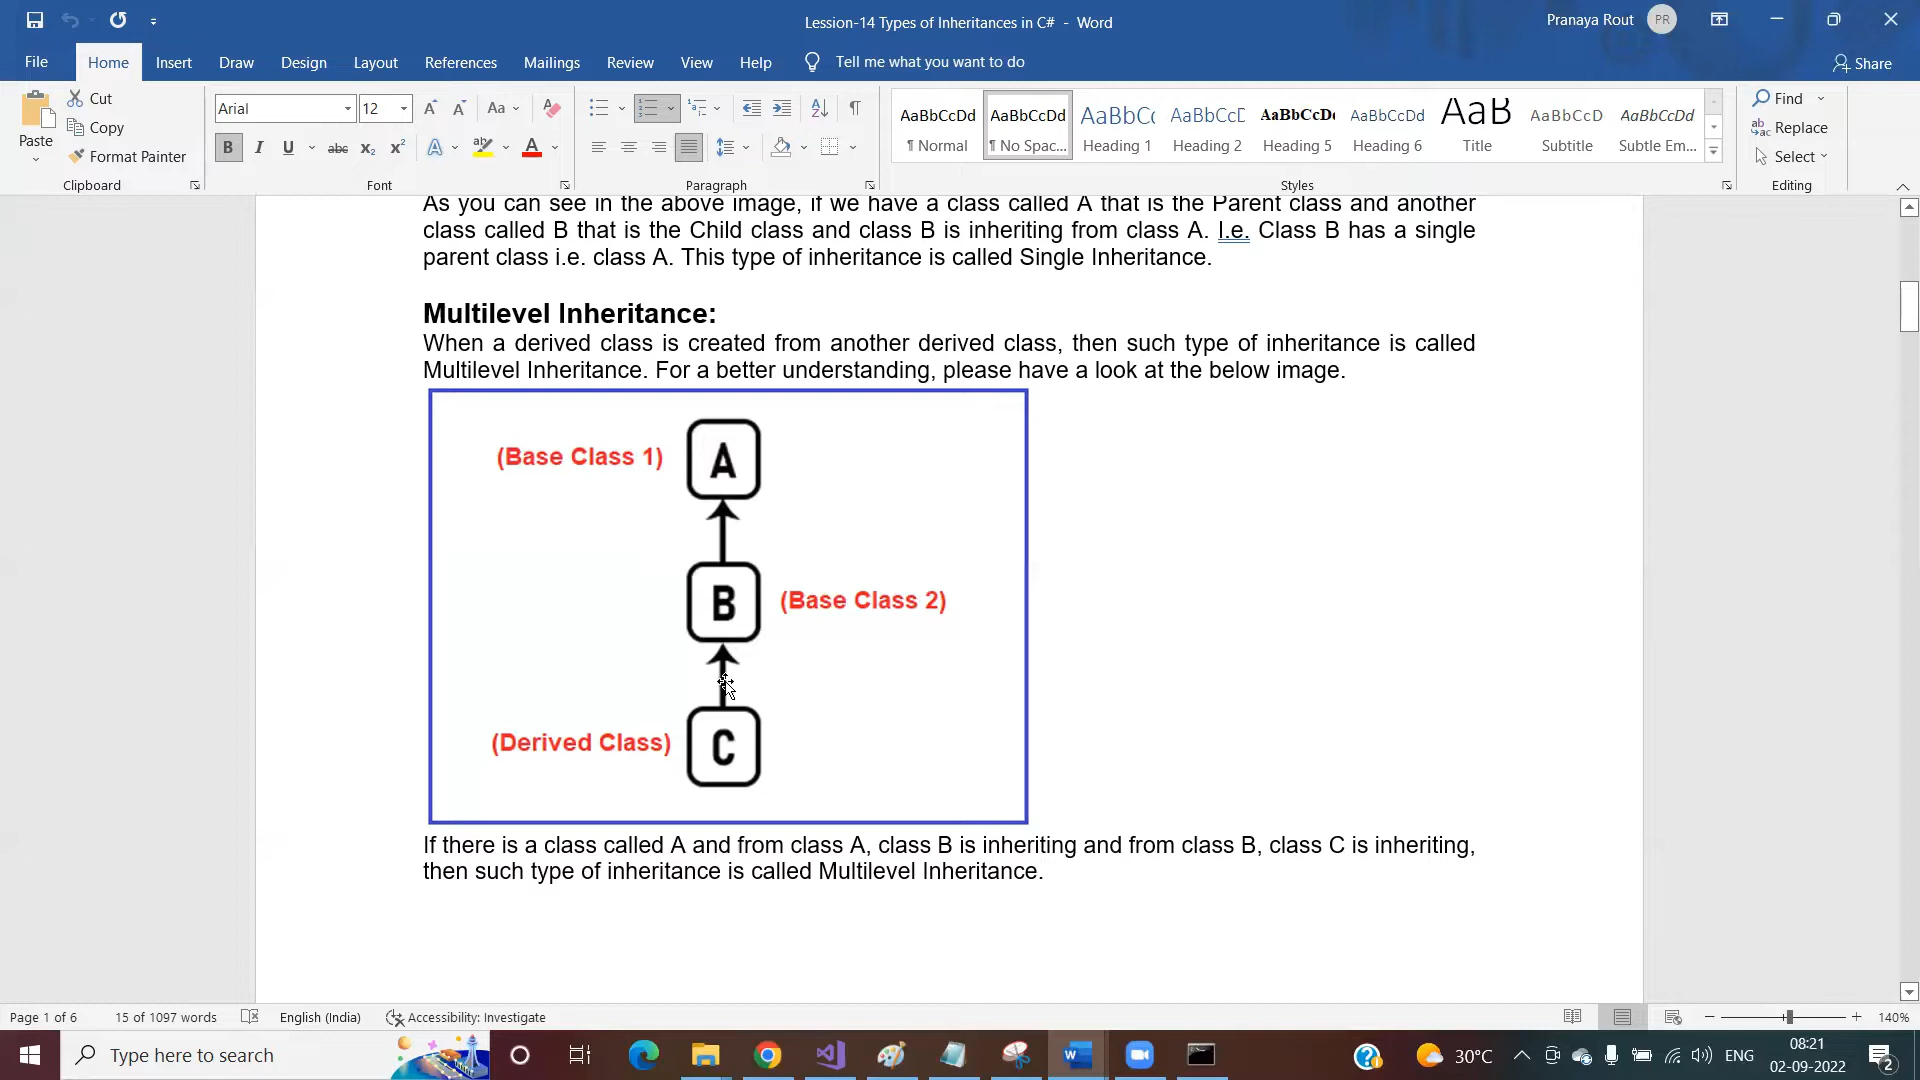 Lession-14 Types of Inheritances in C# - Word
Pranaya Rout
PR
File Home Insert Draw Design Layout References Mailings Review View Help Tell me what you want to do
Share
Paste
Cut
Copy
Format Painter
Clipboard
Arial 12
Aa
B I U abc x₂ x² A A
Font
Paragraph
AaBbCcDd AaBbCcDd AaBbCc AaBbCcD AaBbCcDc AaBbCcDd AaB AaBbCcD AaBbCcDd
¶ Normal ¶ No Spac... Heading 1 Heading 2 Heading 5 Heading 6 Title Subtitle Subtle Em...
Styles
Find
Replace
Select
Editing
As you can see in the above image, if we have a class called A that is the Parent class and another
class called B that is the Child class and class B is inheriting from class A. I.e. Class B has a single
parent class i.e. class A. This type of inheritance is called Single Inheritance.
Multilevel Inheritance:
When a derived class is created from another derived class, then such type of inheritance is called
Multilevel Inheritance. For a better understanding, please have a look at the below image.
(Base Class 1) A
B (Base Class 2)
(Derived Class) C
If there is a class called A and from class A, class B is inheriting and from class B, class C is inheriting,
then such type of inheritance is called Multilevel Inheritance.
Page 1 of 6 15 of 1097 words English (India) Accessibility: Investigate 140%
Type here to search
30°C ENG
08:21
02-09-2022
2